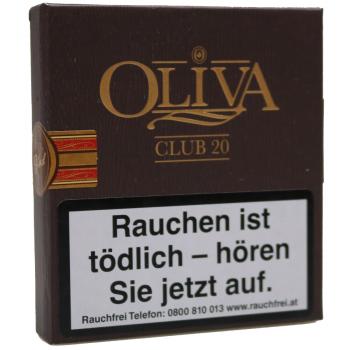 OLIVA
CLUB 20
Rauchen ist
tödlich – hören
Sie jetzt auf.
Rauchfrei Telefon: 0800 810 013 www.rauchfrei.at